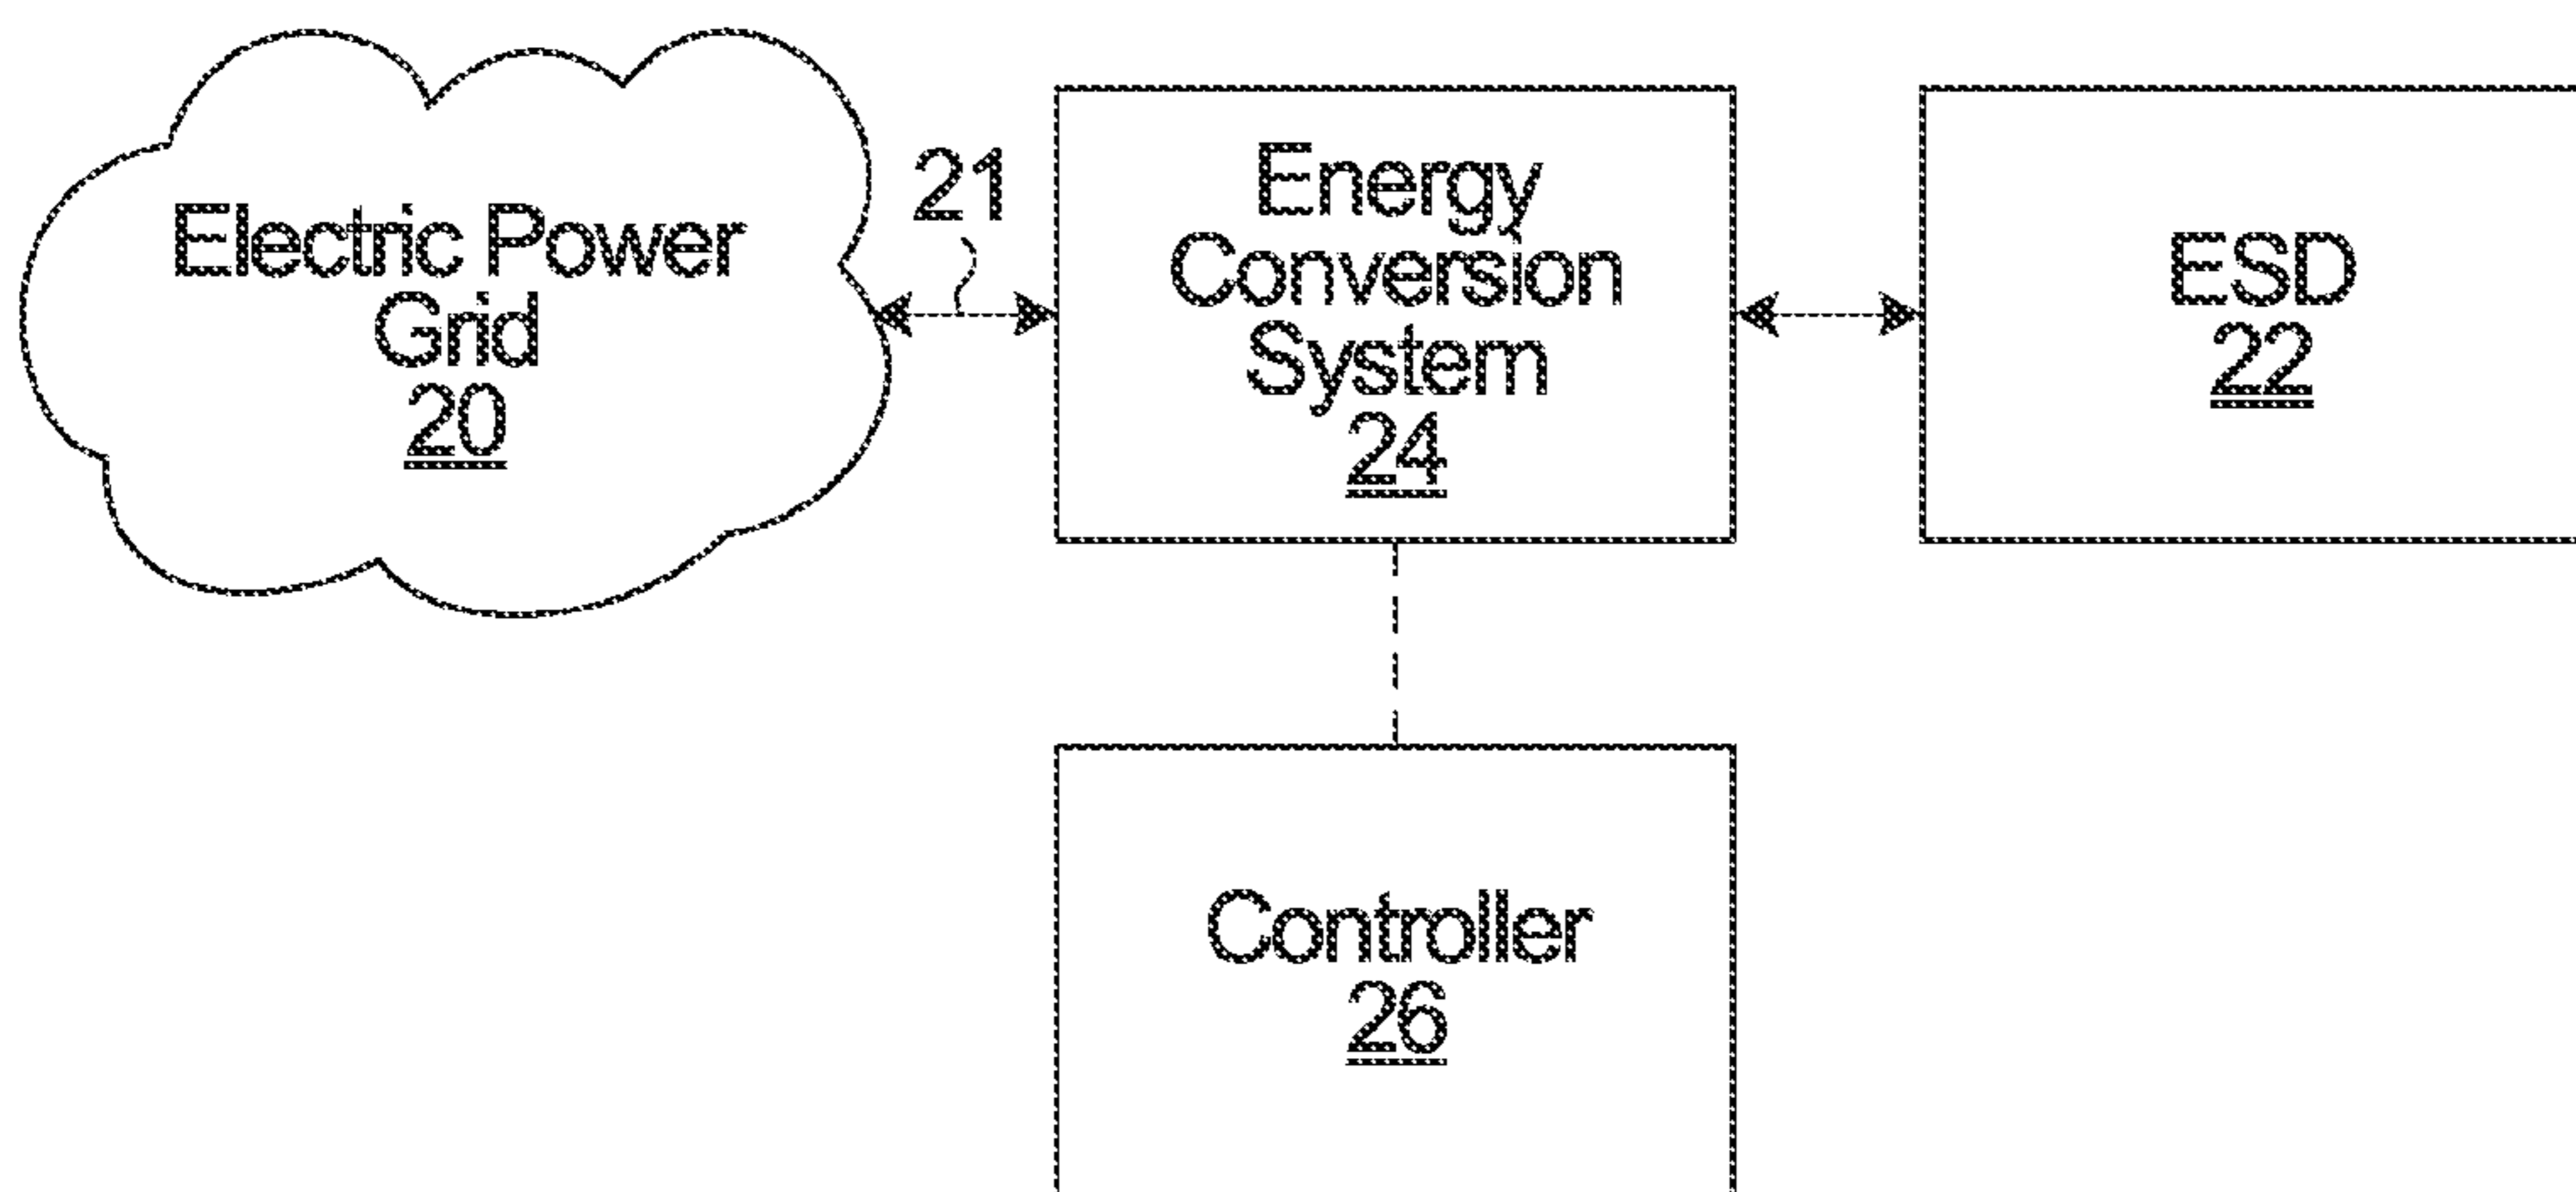 Electric Power
Grid
20
21
Energy
Conversion
System
24
ESD
22
Controller
26